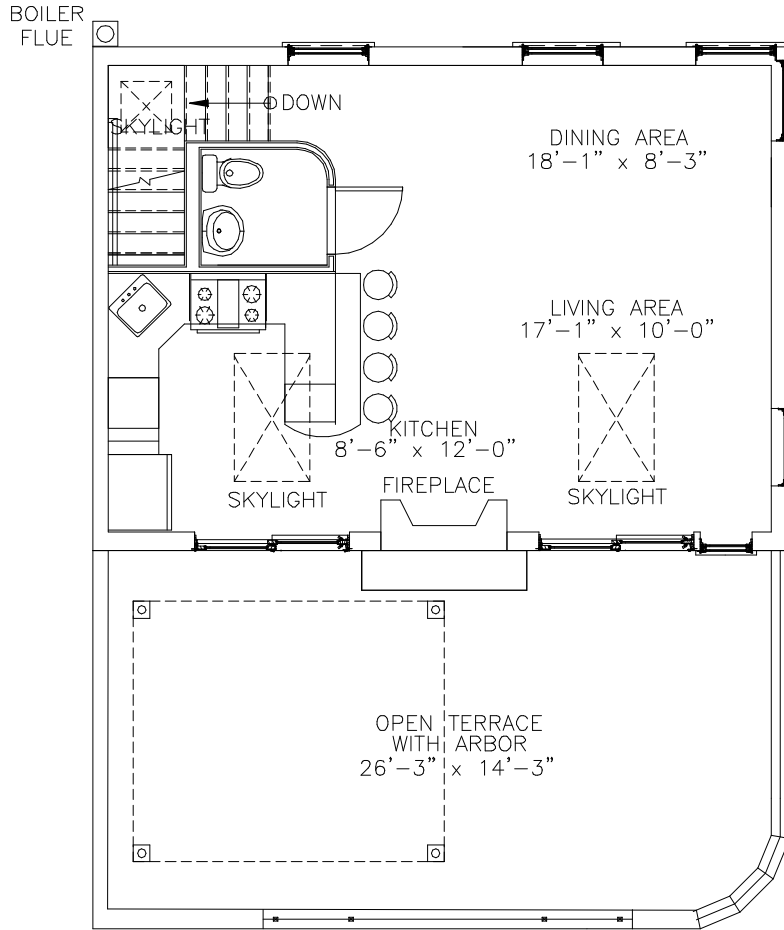 BOILER
FLUE
SKYLIGHT
DOWN
DINING AREA
18'-1" x 8'-3"
LIVING AREA
17'-1" x 10'-0"
KITCHEN
8'-6" x 12'-0"
SKYLIGHT
FIREPLACE
SKYLIGHT
OPEN TERRACE
WITH ARBOR
26'-3" x 14'-3"